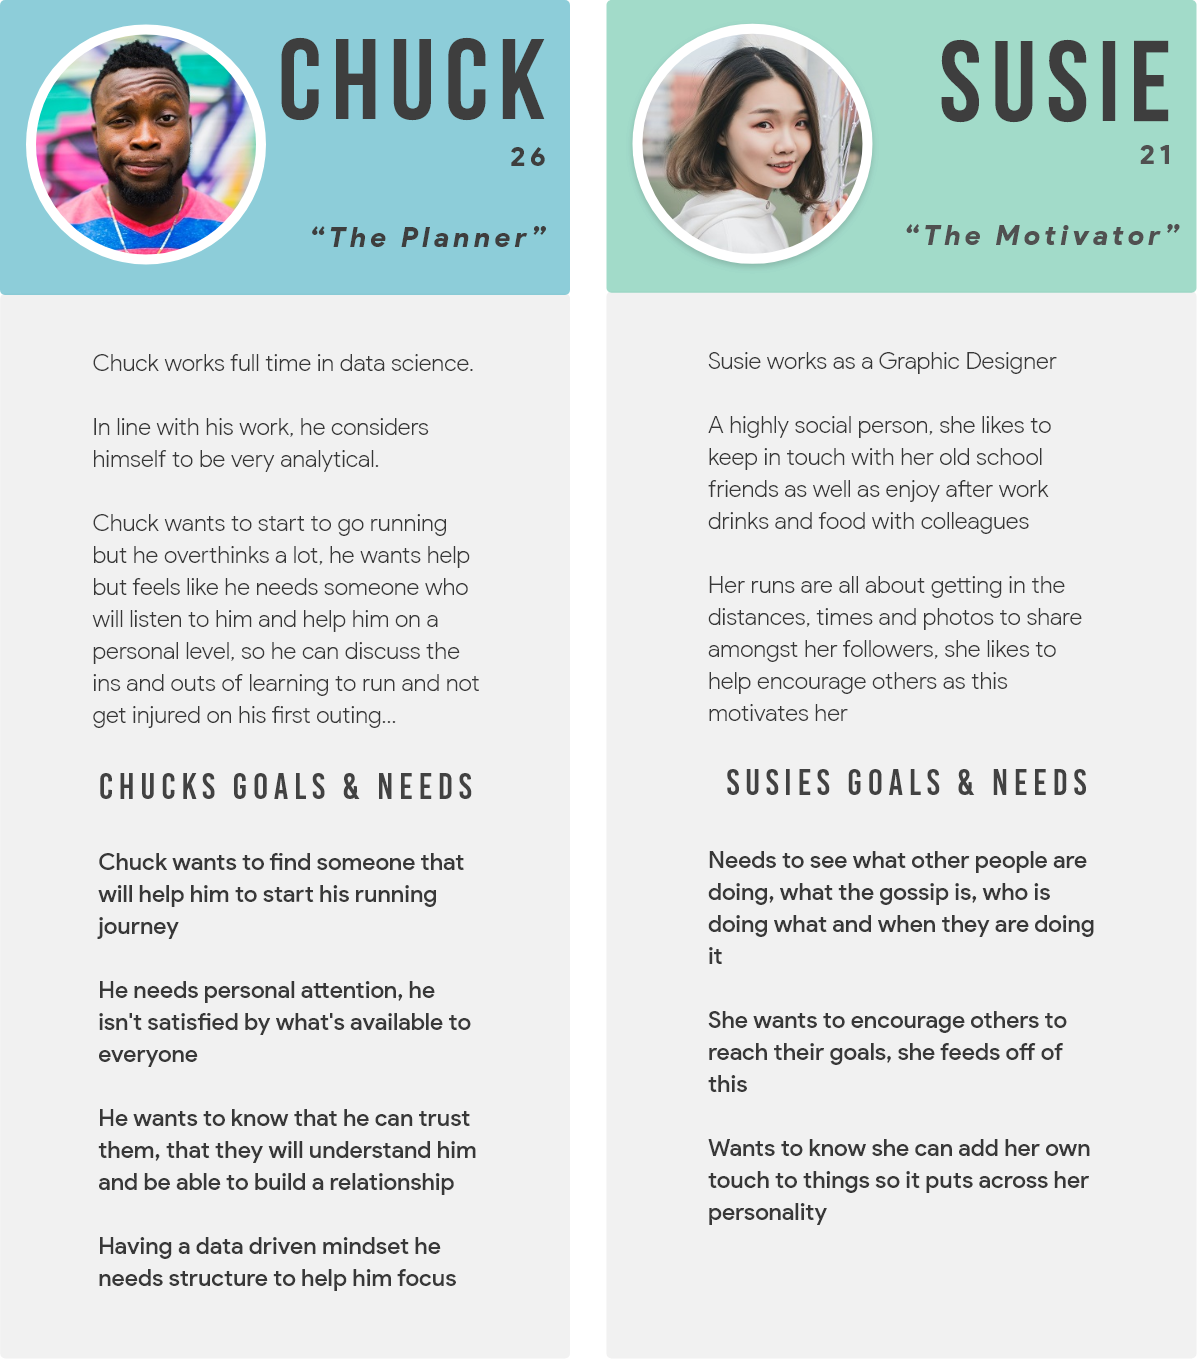 CHUCK
26
“The Planner”
Chuck works full time in data science.
In line with his work, he considers
himself to be very analytical.
Chuck wants to start to go running
but he overthinks a lot, he wants help
but feels like he needs someone who
will listen to him and help him on a
personal level, so he can discuss the
ins and outs of learning to run and not
get injured on his first outing...
CHUCKS GOALS & NEEDS
Chuck wants to find someone that
will help him to start his running
journey
He needs personal attention, he
isn't satisfied by what's available to
everyone
He wants to know that he can trust
them, that they will understand him
and be able to build a relationship
Having a data driven mindset he
needs structure to help him focus
SUSIE
21
“The Motivator”
Susie works as a Graphic Designer
A highly social person, she likes to
keep in touch with her old school
friends as well as enjoy after work
drinks and food with colleagues
Her runs are all about getting in the
distances, times and photos to share
amongst her followers, she likes to
help encourage others as this
motivates her
SUSIES GOALS & NEEDS
Needs to see what other people are
doing, what the gossip is, who is
doing what and when they are doing
it
She wants to encourage others to
reach their goals, she feeds off of
this
Wants to know she can add her own
touch to things so it puts across her
personality